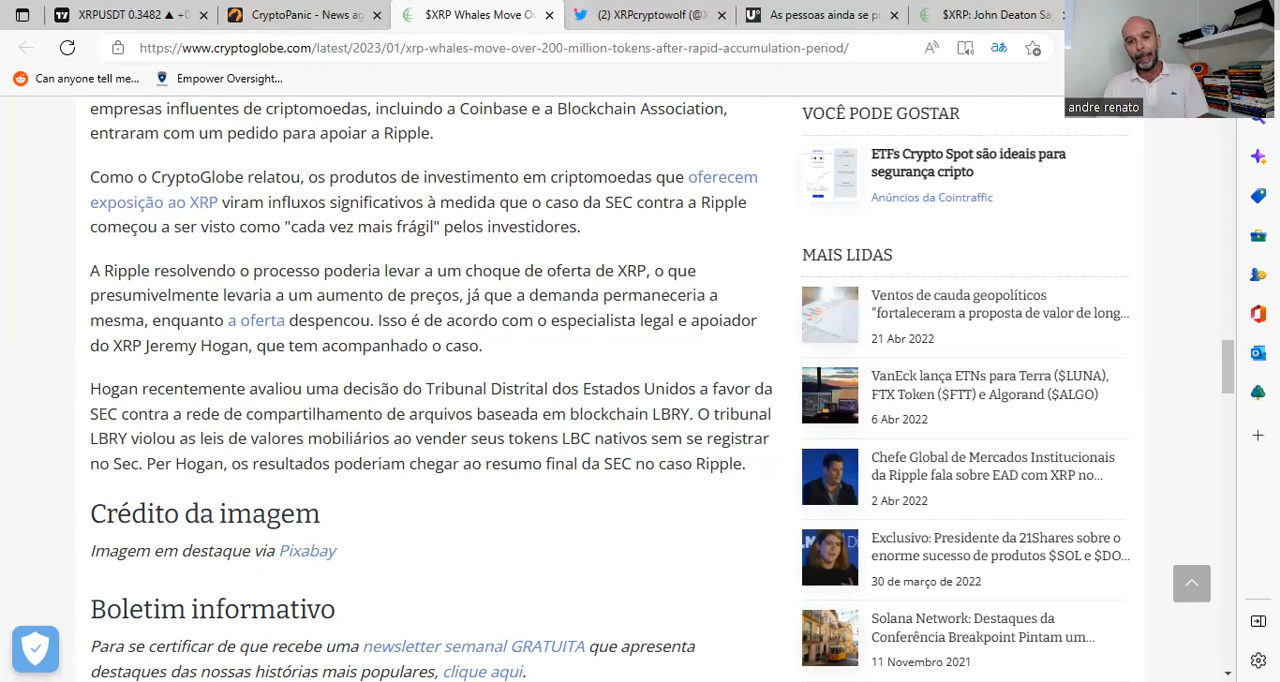 XRPUSDT 0.3482 ▲ +0
CryptoPanic - News ag
$XRP Whales Move Ov
(2) XRPcryptowolf (@X
As pessoas ainda se pr
$XRP: John Deaton Say
https://www.cryptoglobe.com/latest/2023/01/xrp-whales-move-over-200-million-tokens-after-rapid-accumulation-period/
Can anyone tell me...
Empower Oversight...
andre renato
empresas influentes de criptomoedas, incluindo a Coinbase e a Blockchain Association,
entraram com um pedido para apoiar a Ripple.
Como o CryptoGlobe relatou, os produtos de investimento em criptomoedas que oferecem
exposição ao XRP viram influxos significativos à medida que o caso da SEC contra a Ripple
começou a ser visto como "cada vez mais frágil" pelos investidores.
A Ripple resolvendo o processo poderia levar a um choque de oferta de XRP, o que
presumivelmente levaria a um aumento de preços, já que a demanda permaneceria a
mesma, enquanto a oferta despencou. Isso é de acordo com o especialista legal e apoiador
do XRP Jeremy Hogan, que tem acompanhado o caso.
Hogan recentemente avaliou uma decisão do Tribunal Distrital dos Estados Unidos a favor da
SEC contra a rede de compartilhamento de arquivos baseada em blockchain LBRY. O tribunal
LBRY violou as leis de valores mobiliários ao vender seus tokens LBC nativos sem se registrar
no Sec. Per Hogan, os resultados poderiam chegar ao resumo final da SEC no caso Ripple.
Crédito da imagem
Imagem em destaque via Pixabay
Boletim informativo
Para se certificar de que recebe uma newsletter semanal GRATUITA que apresenta
destaques das nossas histórias mais populares, clique aqui.
VOCÊ PODE GOSTAR
ETFs Crypto Spot são ideais para
segurança cripto
Anúncios da Cointraffic
MAIS LIDAS
Ventos de cauda geopolíticos
"fortaleceram a proposta de valor de long...
21 Abr 2022
VanEck lança ETNs para Terra ($LUNA),
FTX Token ($FTT) e Algorand ($ALGO)
6 Abr 2022
Chefe Global de Mercados Institucionais
da Ripple fala sobre EAD com XRP no...
2 Abr 2022
Exclusivo: Presidente da 21Shares sobre o
enorme sucesso de produtos $SOL e $DO...
30 de março de 2022
Solana Network: Destaques da
Conferência Breakpoint Pintam um...
11 Novembro 2021